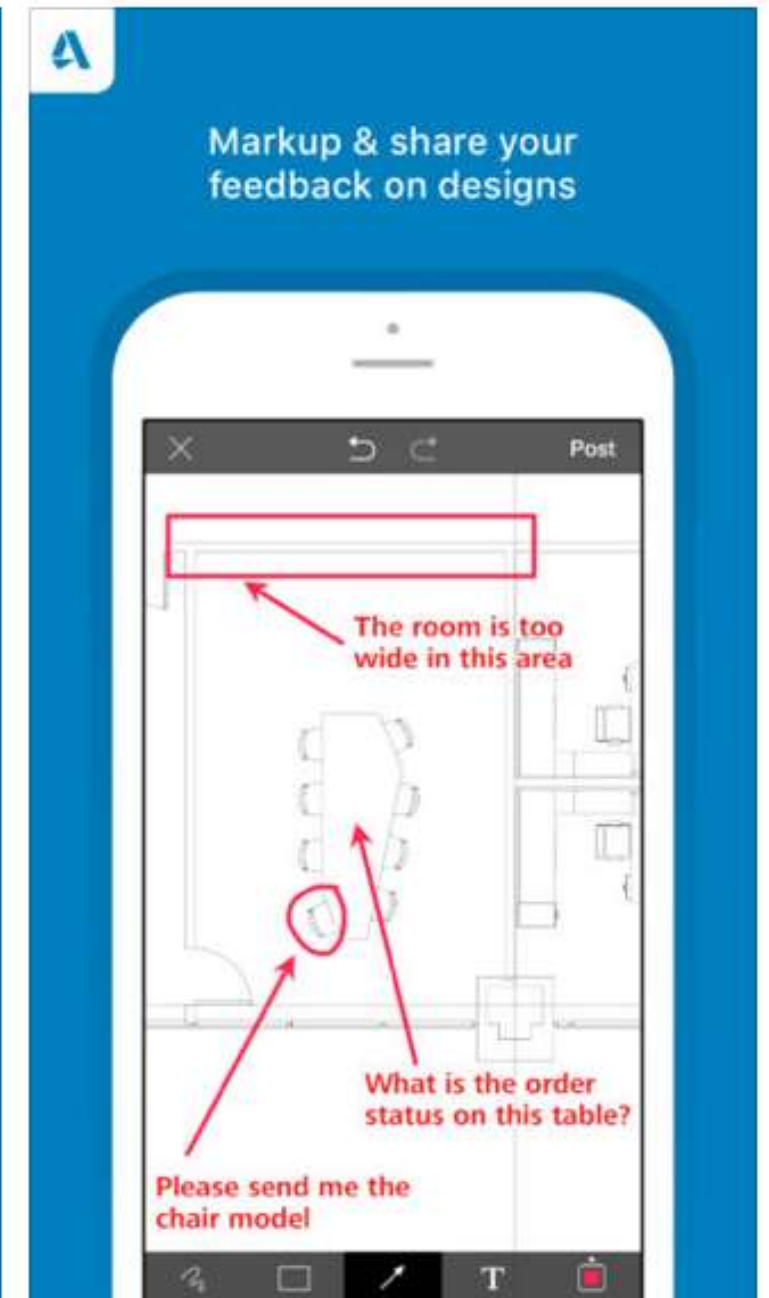 Markup & share your
feedback on designs
Post
The room is too
wide in this area
What is the order
status on this table?
Please send me the
chair model
T